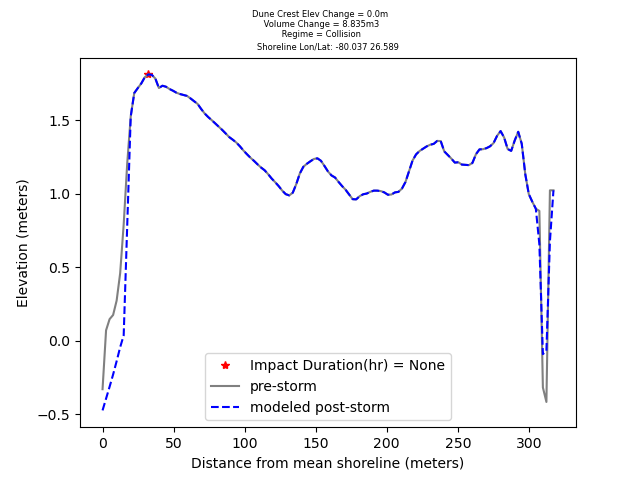 Dune Crest Elev Change = 0.0m
Volume Change = 8.835m3
Regime = Collision
Shoreline Lon/Lat: -80.037 26.589
Elevation (meters)
1.5
1.0
0.5
0.0
−0.5
Impact Duration(hr) = None
pre-storm
modeled post-storm
0 50 100 150 200 250 300
Distance from mean shoreline (meters)